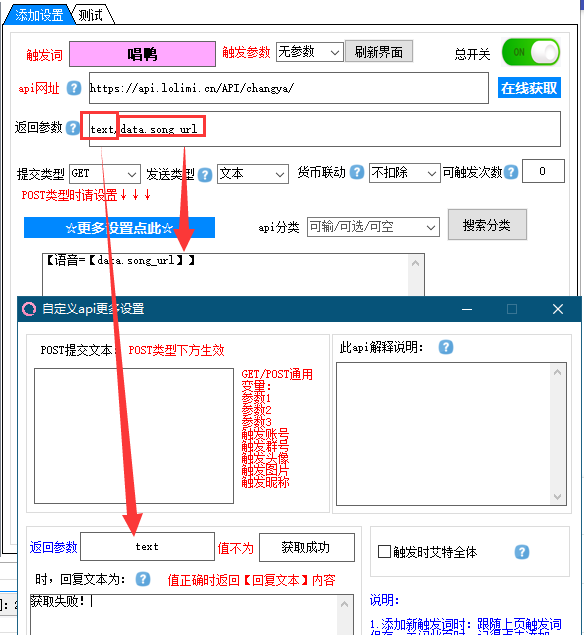 添加设置 测试
触发词 唱鸭 触发参数 无参数 刷新界面 总开关 ON
api网址 ? https://api.lolimi.cn/API/changya/ 在线获取
返回参数 ? text,data.song_url
提交类型 GET 发送类型 ? 文本 货币联动 ? 不扣除 可触发次数 ? 0
POST类型时请设置↓↓↓
☆更多设置点此☆ api分类 可输/可选/可空 搜索分类
【语音=【data.song_url】】
自定义api更多设置
POST提交文本: POST类型下方生效 此api解释说明: ?
GET/POST通用
变量:
参数1
参数2
参数3
触发账号
触发群号
触发头像
触发图片
触发昵称
返回参数 text 值不为 获取成功
触发时艾特全体 ?
时,回复文本为: ? 值正确时返回【回复文本】内容
获取失败!
说明:
1.添加新触发词时:跟随上页触发词